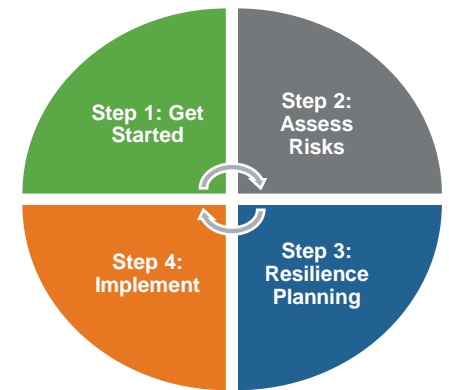 Step 1: Get
Started
Step 2:
Assess
Risks
Step 4:
Implement
Step 3:
Resilience
Planning